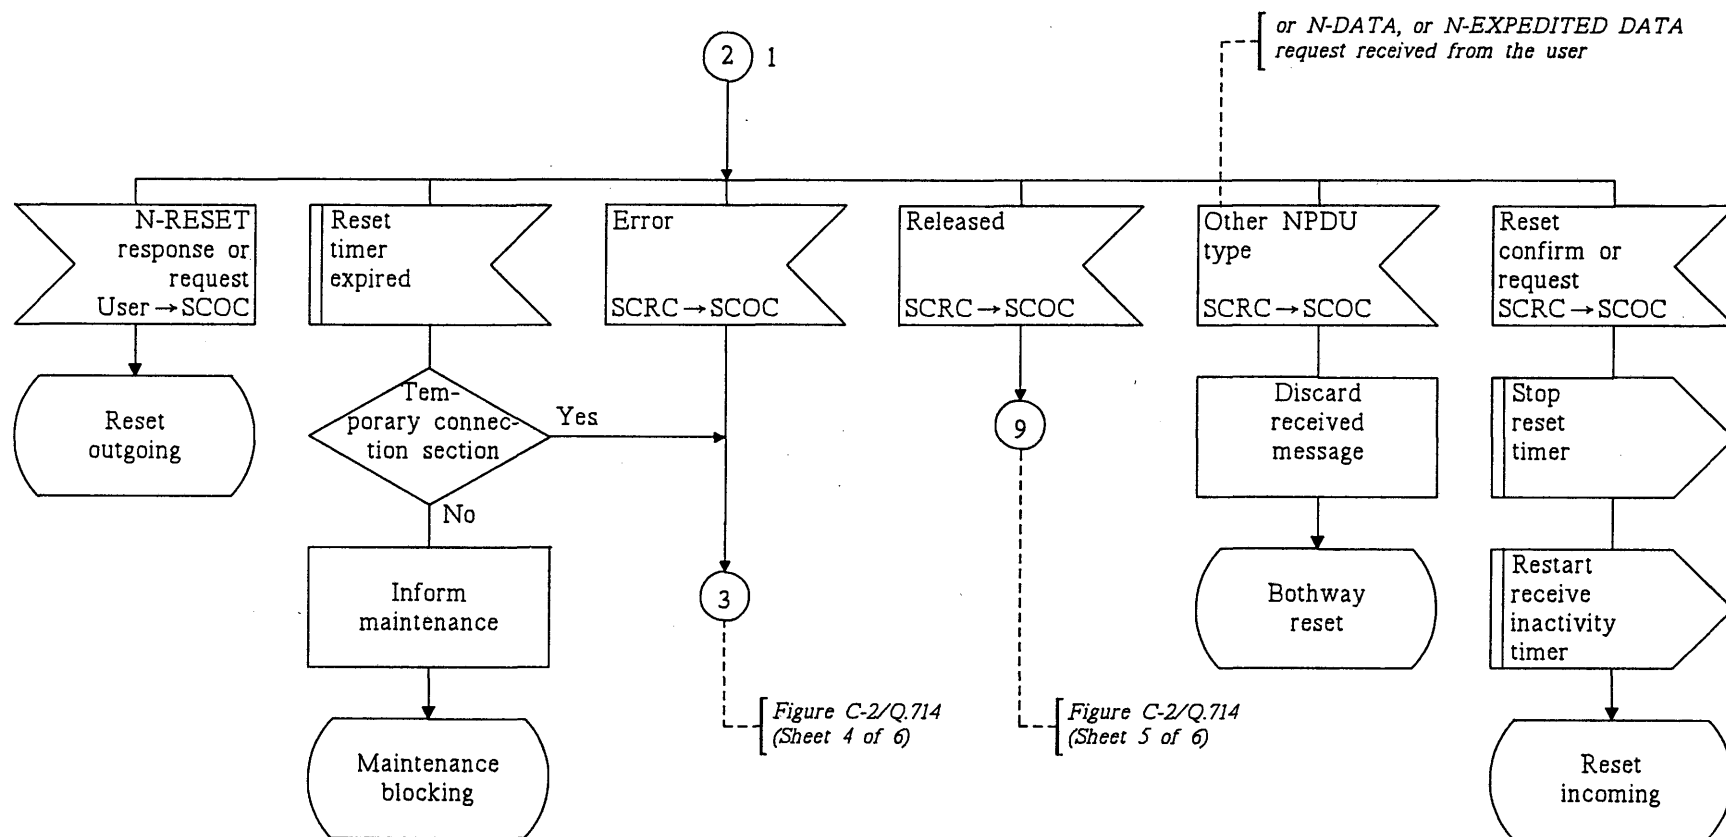 or N-DATA, or N-EXPEDITED DATA
request received from the user
2 1
N-RESET
response or
request
User → SCOC
Reset
timer
expired
Error
SCRC → SCOC
Released
SCRC → SCOC
Other NPDU
type
SCRC → SCOC
Reset
confirm or
request
SCRC → SCOC
Reset
outgoing
Tem-
porary connec-
tion section
Yes
No
9
Discard
received
message
Stop
reset
timer
Inform
maintenance
3
Bothway
reset
Restart
receive
inactivity
timer
Figure C-2/Q.714
(Sheet 4 of 6)
Figure C-2/Q.714
(Sheet 5 of 6)
Maintenance
blocking
Reset
incoming